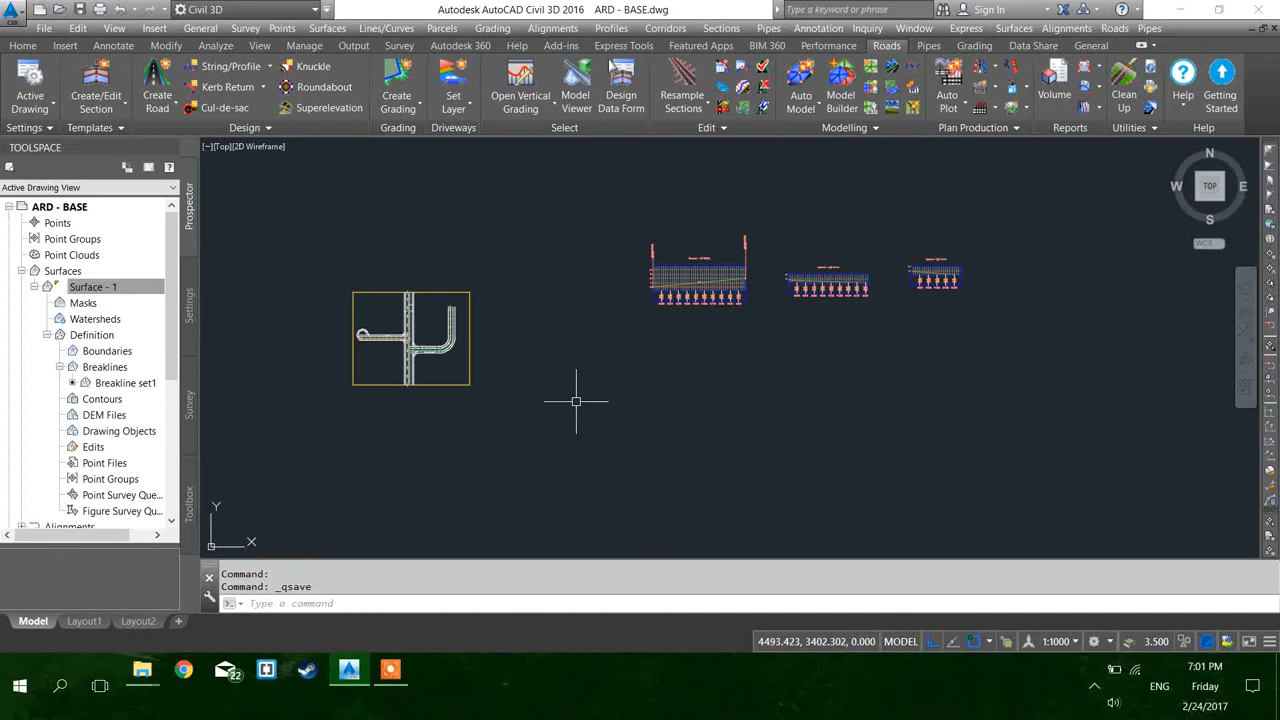 Civil 3D
Autodesk AutoCAD Civil 3D 2016 ARD - BASE.dwg
Type a keyword or phrase
Sign In
File Edit View Insert General Survey Points Surfaces Lines/Curves Parcels Grading Alignments Profiles Corridors Sections Pipes Annotation Inquiry Window Express Surfaces Alignments Roads Pipes
Home Insert Annotate Modify Analyze View Manage Output Survey Autodesk 360 Help Add-ins Express Tools Featured Apps BIM 360 Performance Roads Pipes Grading Data Share General
Active Drawing
Create/Edit Section
Create Road
String/Profile
Kerb Return
Cul-de-sac
Knuckle
Roundabout
Superelevation
Create Grading
Set Layer
Open Vertical Grading
Model Viewer
Design Data Form
Resample Sections
Auto Model
Model Builder
Auto Plot
Volume
Clean Up
Help
Getting Started
Settings Templates Design Grading Driveways Select Edit Modelling Plan Production Reports Utilities Help
TOOLSPACE
Active Drawing View
ARD - BASE
Points
Point Groups
Point Clouds
Surfaces
Surface - 1
Masks
Watersheds
Definition
Boundaries
Breaklines
Breakline set1
Contours
DEM Files
Drawing Objects
Edits
Point Files
Point Groups
Point Survey Que...
Figure Survey Qu...
Alignments
Prospector
Settings
Survey
Toolbox
[−][Top][2D Wireframe]
N
W TOP E
S
WCS
Y
X
Command:
Command: _qsave
Type a command
Model Layout1 Layout2 +
4493.423, 3402.302, 0.000 MODEL 1:1000 3.500
22
ENG
7:01 PM
Friday
2/24/2017